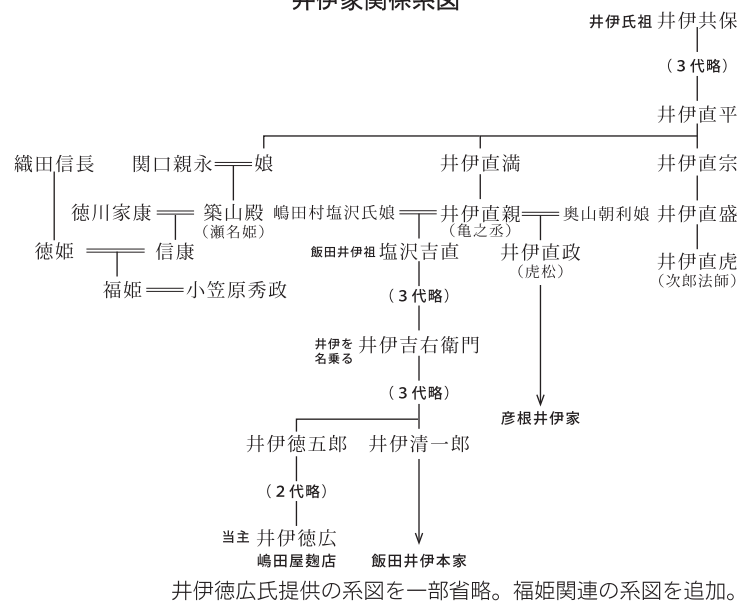 井伊家関係系図
井伊氏祖 井伊共保
（３代略）
井伊直平
織田信長 関口親永 娘 井伊直満 井伊直宗
徳川家康 築山殿 嶋田村塩沢氏娘 井伊直親 奥山朝利娘 井伊直盛
（瀬名姫） （亀之丞）
徳姫 信康 飯田井伊祖 塩沢吉直 井伊直政 井伊直虎
（虎松） （次郎法師）
福姫 小笠原秀政
（３代略）
井伊を
名乗る 井伊吉右衛門
（３代略）
彦根井伊家
井伊徳五郎 井伊清一郎
（２代略）
当主 井伊徳広
嶋田屋麹店 飯田井伊本家
井伊徳広氏提供の系図を一部省略。福姫関連の系図を追加。